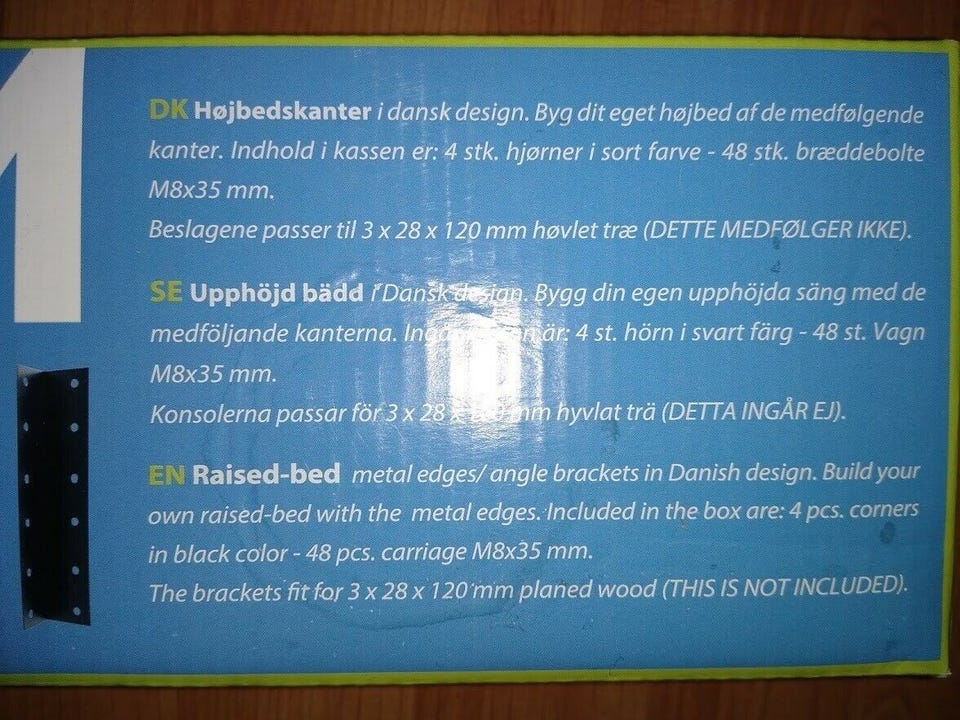 1
DK Højbedskanter i dansk design. Byg dit eget højbed af de medfølgende
kanter. Indhold i kassen er: 4 stk. hjørner i sort farve - 48 stk. bræddebolte
M8x35 mm.
Beslagene passer til 3 x 28 x 120 mm høvlet træ (DETTE MEDFØLGER IKKE).
SE Upphöjd bädd i Dansk design. Bygg din egen upphöjda säng med de
medföljande kanterna. är: 4 st. hörn i svart färg - 48 st. Vagn
M8x35 mm.
Konsolerna passar för 3 x 28 x 120 mm hyvlat trä (DETTA INGÅR EJ).
EN Raised-bed metal edges/ angle brackets in Danish design. Build your
own raised-bed with the metal edges. Included in the box are: 4 pcs. corners
in black color - 48 pcs. carriage M8x35 mm.
The brackets fit for 3 x 28 x 120 mm planed wood (THIS IS NOT INCLUDED).